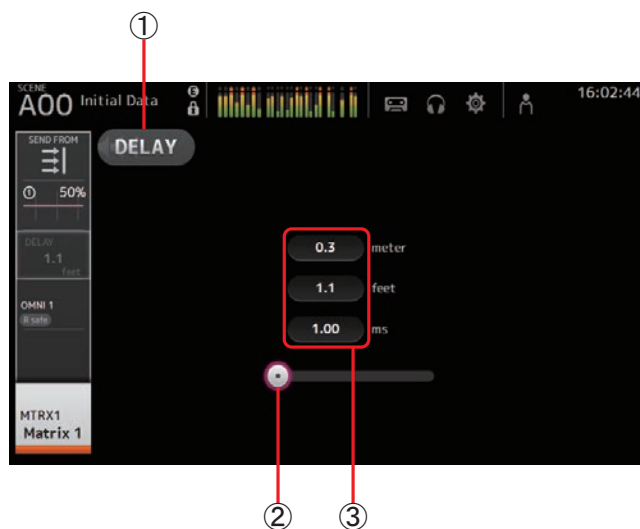 ①
SCENE
A00 Initial Data
E
16:02:44
SEND FROM
DELAY
① 50%
DELAY
1.1
feet
0.3 meter
1.1 feet
1.00 ms
OMNI 1
R safe
MTRX1
Matrix 1
② ③